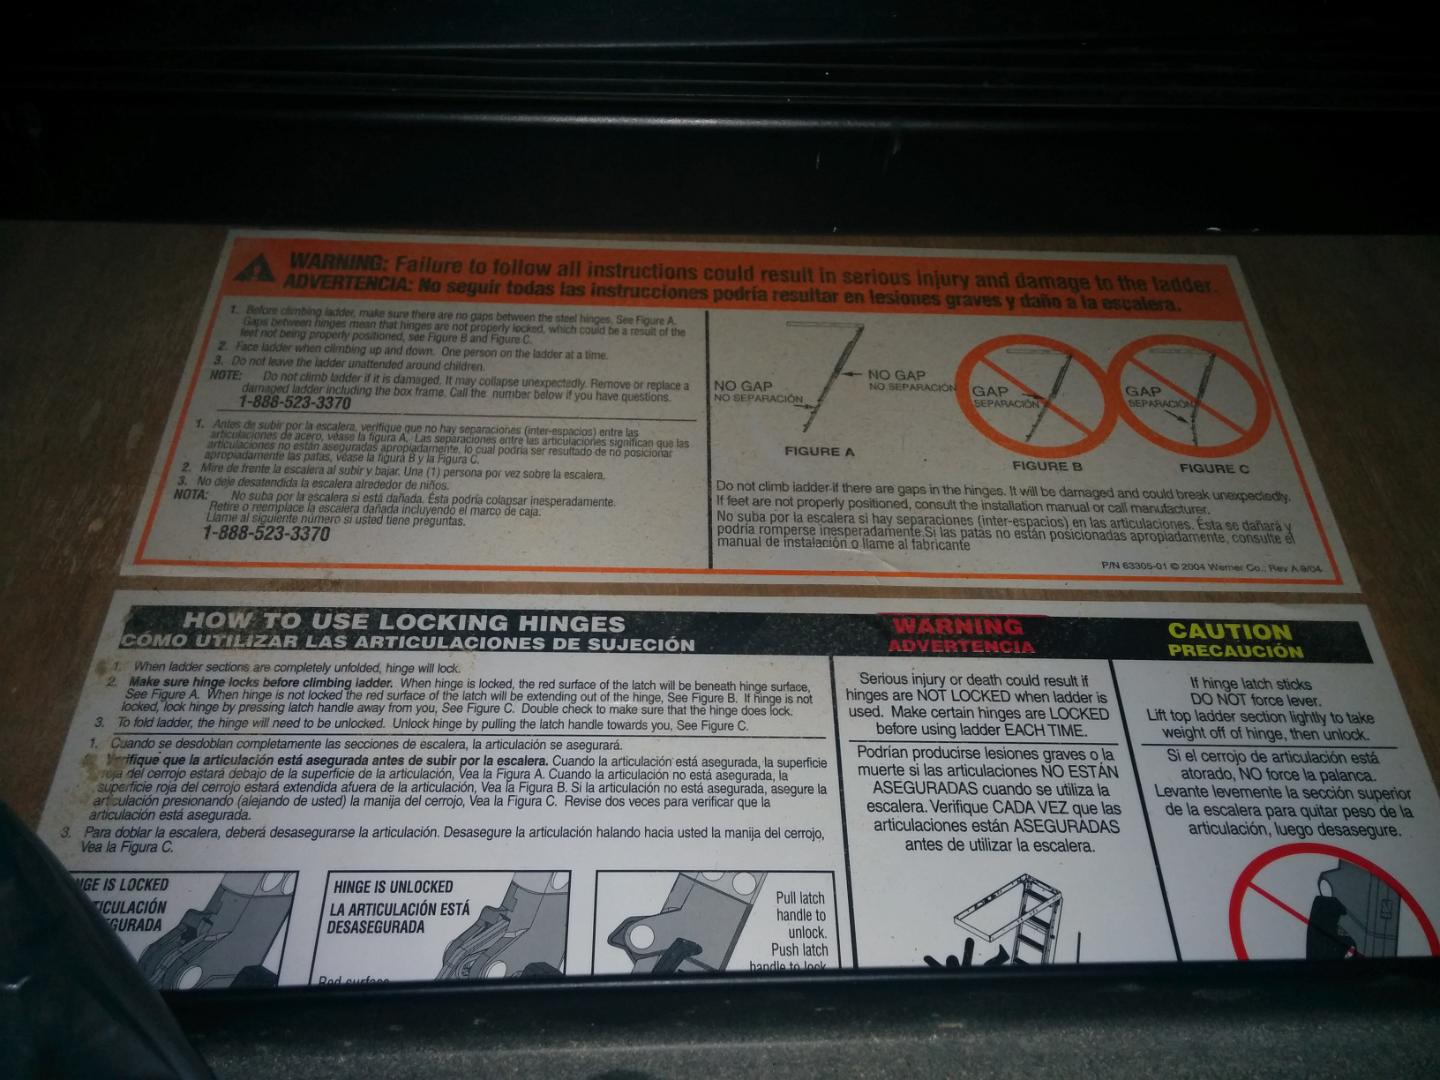 WARNING: Failure to follow all instructions could result in serious injury and damage to the ladder.
ADVERTENCIA: No seguir todas las instrucciones podría resultar en lesiones graves y daño a la escalera.
1. Before climbing ladder, make sure there are no gaps between the steel hinges, See Figure A.
Gaps between hinges mean that hinges are not properly locked, which could be a result of the
feet not being properly positioned, see Figure B and Figure C.
2. Face ladder when climbing up and down. One person on the ladder at a time.
3. Do not leave the ladder unattended around children.
NOTE: Do not climb ladder if it is damaged. It may collapse unexpectedly. Remove or replace a
damaged ladder including the box frame. Call the number below if you have questions.
1-888-523-3370
1. Antes de subir por la escalera, verifique que no hay separaciones (inter-espacios) entre las
articulaciones de acero, véase la figura A. Las separaciones entre las articulaciones significan que las
articulaciones no están aseguradas apropiadamente, lo cual podría ser resultado de no posicionar
apropiadamente las patas, véase la figura B y la Figura C.
2. Mire de frente la escalera al subir y bajar. Una (1) persona por vez sobre la escalera.
3. No deje desatendida la escalera alrededor de niños.
NOTA: No suba por la escalera si está dañada. Ésta podría colapsar inesperadamente.
Retire o reemplace la escalera dañada incluyendo el marco de caja.
Llame al siguiente número si usted tiene preguntas.
1-888-523-3370
NO GAP
NO SEPARACIÓN
NO GAP
NO SEPARACIÓN
FIGURE A
GAP
SEPARACIÓN
FIGURE B
GAP
SEPARACIÓN
FIGURE C
Do not climb ladder if there are gaps in the hinges. It will be damaged and could break unexpectedly.
If feet are not properly positioned, consult the installation manual or call manufacturer.
No suba por la escalera si hay separaciones (inter-espacios) en las articulaciones. Ésta se dañará y
podría romperse inesperadamente. Si las patas no están posicionadas apropiadamente, consulte el
manual de instalación o llame al fabricante
P/N 63305-01 © 2004 Werner Co.; Rev A 9/04
HOW TO USE LOCKING HINGES
CÓMO UTILIZAR LAS ARTICULACIONES DE SUJECIÓN
1. When ladder sections are completely unfolded, hinge will lock.
2. Make sure hinge locks before climbing ladder. When hinge is locked, the red surface of the latch will be beneath hinge surface,
See Figure A. When hinge is not locked the red surface of the latch will be extending out of the hinge, See Figure B. If hinge is not
locked, lock hinge by pressing latch handle away from you, See Figure C. Double check to make sure that the hinge does lock.
3. To fold ladder, the hinge will need to be unlocked. Unlock hinge by pulling the latch handle towards you, See Figure C.
1. Cuando se desdoblan completamente las secciones de escalera, la articulación se asegurará.
Verifique que la articulación está asegurada antes de subir por la escalera. Cuando la articulación está asegurada, la superficie
roja del cerrojo estará debajo de la superficie de la articulación, Vea la Figura A. Cuando la articulación no está asegurada, la
superficie roja del cerrojo estará extendida afuera de la articulación, Vea la Figura B. Si la articulación no está asegurada, asegure la
articulación presionando (alejando de usted) la manija del cerrojo, Vea la Figura C. Revise dos veces para verificar que la
articulación está asegurada.
3. Para doblar la escalera, deberá desasegurarse la articulación. Desasegure la articulación halando hacia usted la manija del cerrojo,
Vea la Figura C.
WARNING
ADVERTENCIA
Serious injury or death could result if
hinges are NOT LOCKED when ladder is
used. Make certain hinges are LOCKED
before using ladder EACH TIME.
Podrían producirse lesiones graves o la
muerte si las articulaciones NO ESTÁN
ASEGURADAS cuando se utiliza la
escalera. Verifique CADA VEZ que las
articulaciones están ASEGURADAS
antes de utilizar la escalera.
CAUTION
PRECAUCIÓN
If hinge latch sticks
DO NOT force lever.
Lift top ladder section lightly to take
weight off of hinge, then unlock.
Si el cerrojo de articulación está
atorado, NO force la palanca.
Levante levemente la sección superior
de la escalera para quitar peso de la
articulación, luego desasegure.
NGE IS LOCKED
TICULACIÓN
GURADA
HINGE IS UNLOCKED
LA ARTICULACIÓN ESTÁ
DESASEGURADA
Red surface
Pull latch
handle to
unlock.
Push latch
handle to lock